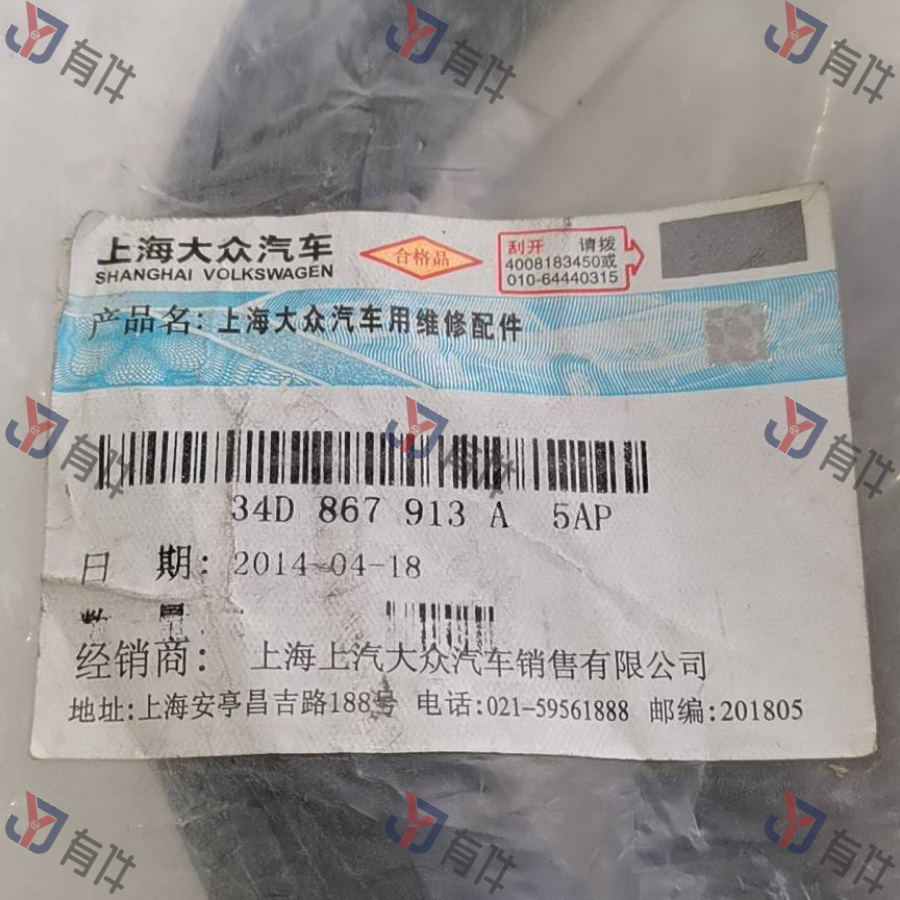 上海大众汽车
SHANGHAI VOLKSWAGEN
合格品
刮开 请拨
4008183450或
010-64440315
产品名:上海大众汽车用维修配件
34D 867 913 A 5AP
日 期: 2014-04-18
数 量
经销商: 上海上汽大众汽车销售有限公司
地址:上海安亭昌吉路188号 电话:021-59561888 邮编:201805
有件
有件
有件
有件
有件
有件
有件
有件
有件